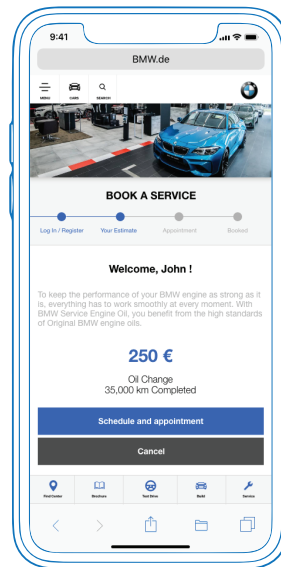 9:41
BMW.de
MENU CARS SEARCH
BOOK A SERVICE
Log In / Register Your Estimate Appointment Booked
Welcome, John !
To keep the performance of your BMW engine as strong as it
is, everything has to work smoothly at every moment. With
BMW Service Engine Oil, you benefit from the high standards
of Original BMW engine oils.
250 €
Oil Change
35,000 km Completed
Schedule and appointment
Cancel
Find Center Brochure Test Drive Build Service